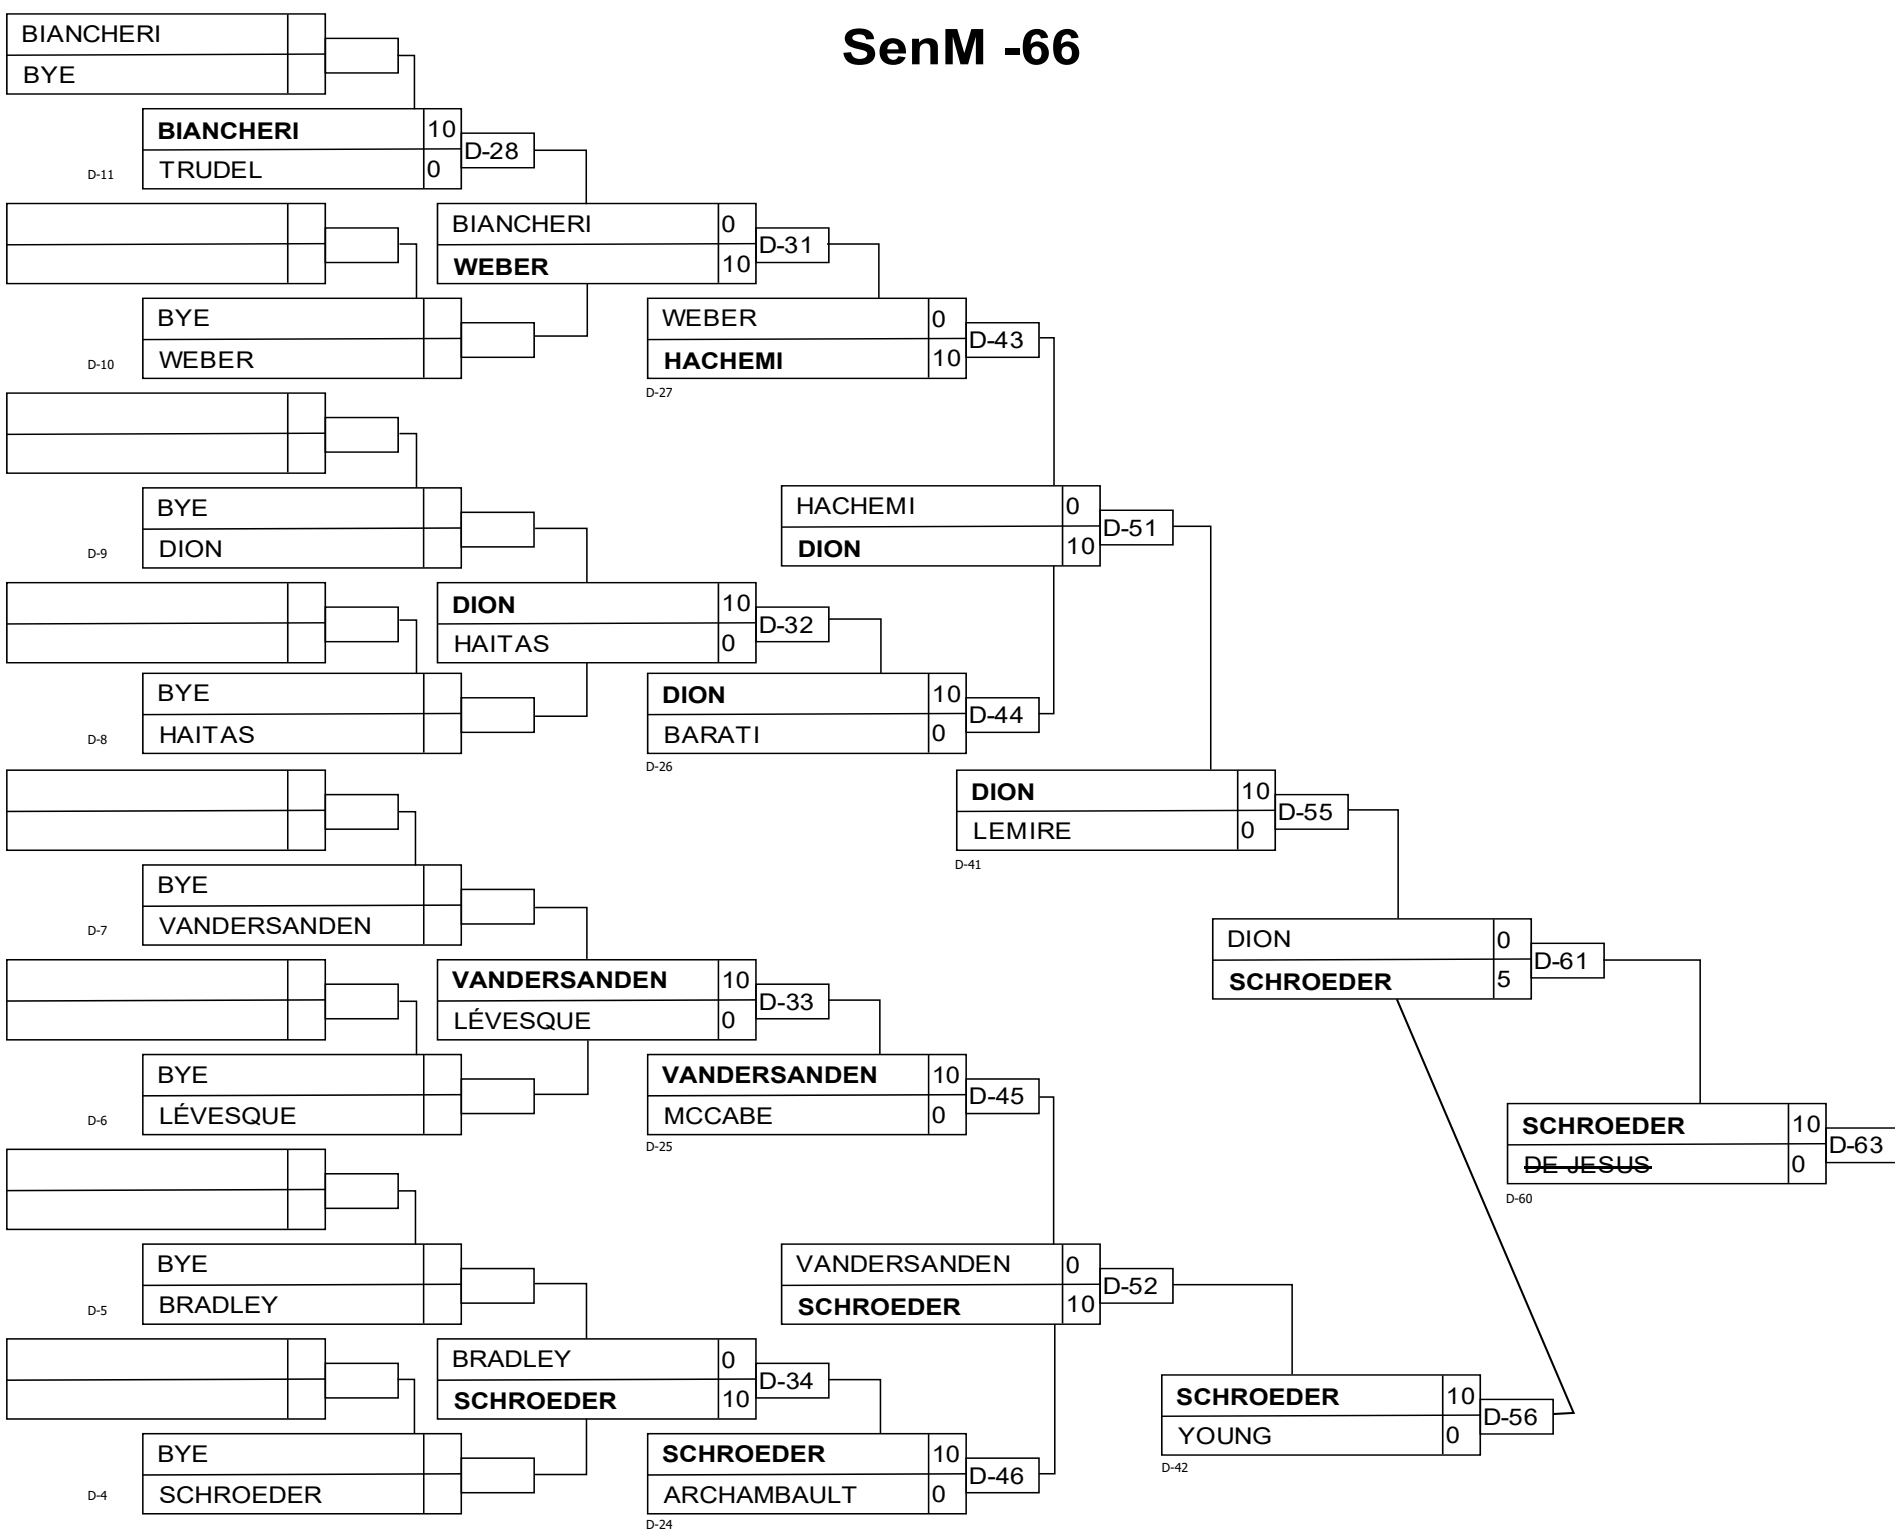 SenM -66
BIANCHERI
BYE
BIANCHERI 10
TRUDEL 0
D-28
D-11
BIANCHERI 0
WEBER 10
D-31
BYE
WEBER
D-10
WEBER 0
HACHEMI 10
D-43
D-27
BYE
DION
D-9
HACHEMI 0
DION 10
D-51
DION 10
HAITAS 0
D-32
BYE
HAITAS
D-8
DION 10
BARATI 0
D-44
D-26
DION 10
LEMIRE 0
D-55
D-41
BYE
VANDERSANDEN
D-7
DION 0
SCHROEDER 5
D-61
VANDERSANDEN 10
LÉVESQUE 0
D-33
BYE
LÉVESQUE
D-6
VANDERSANDEN 10
MCCABE 0
D-45
D-25
SCHROEDER 10
DE JESUS 0
D-63
D-60
BYE
BRADLEY
D-5
VANDERSANDEN 0
SCHROEDER 10
D-52
BRADLEY 0
SCHROEDER 10
D-34
SCHROEDER 10
YOUNG 0
D-56
D-42
BYE
SCHROEDER
D-4
SCHROEDER 10
ARCHAMBAULT 0
D-46
D-24